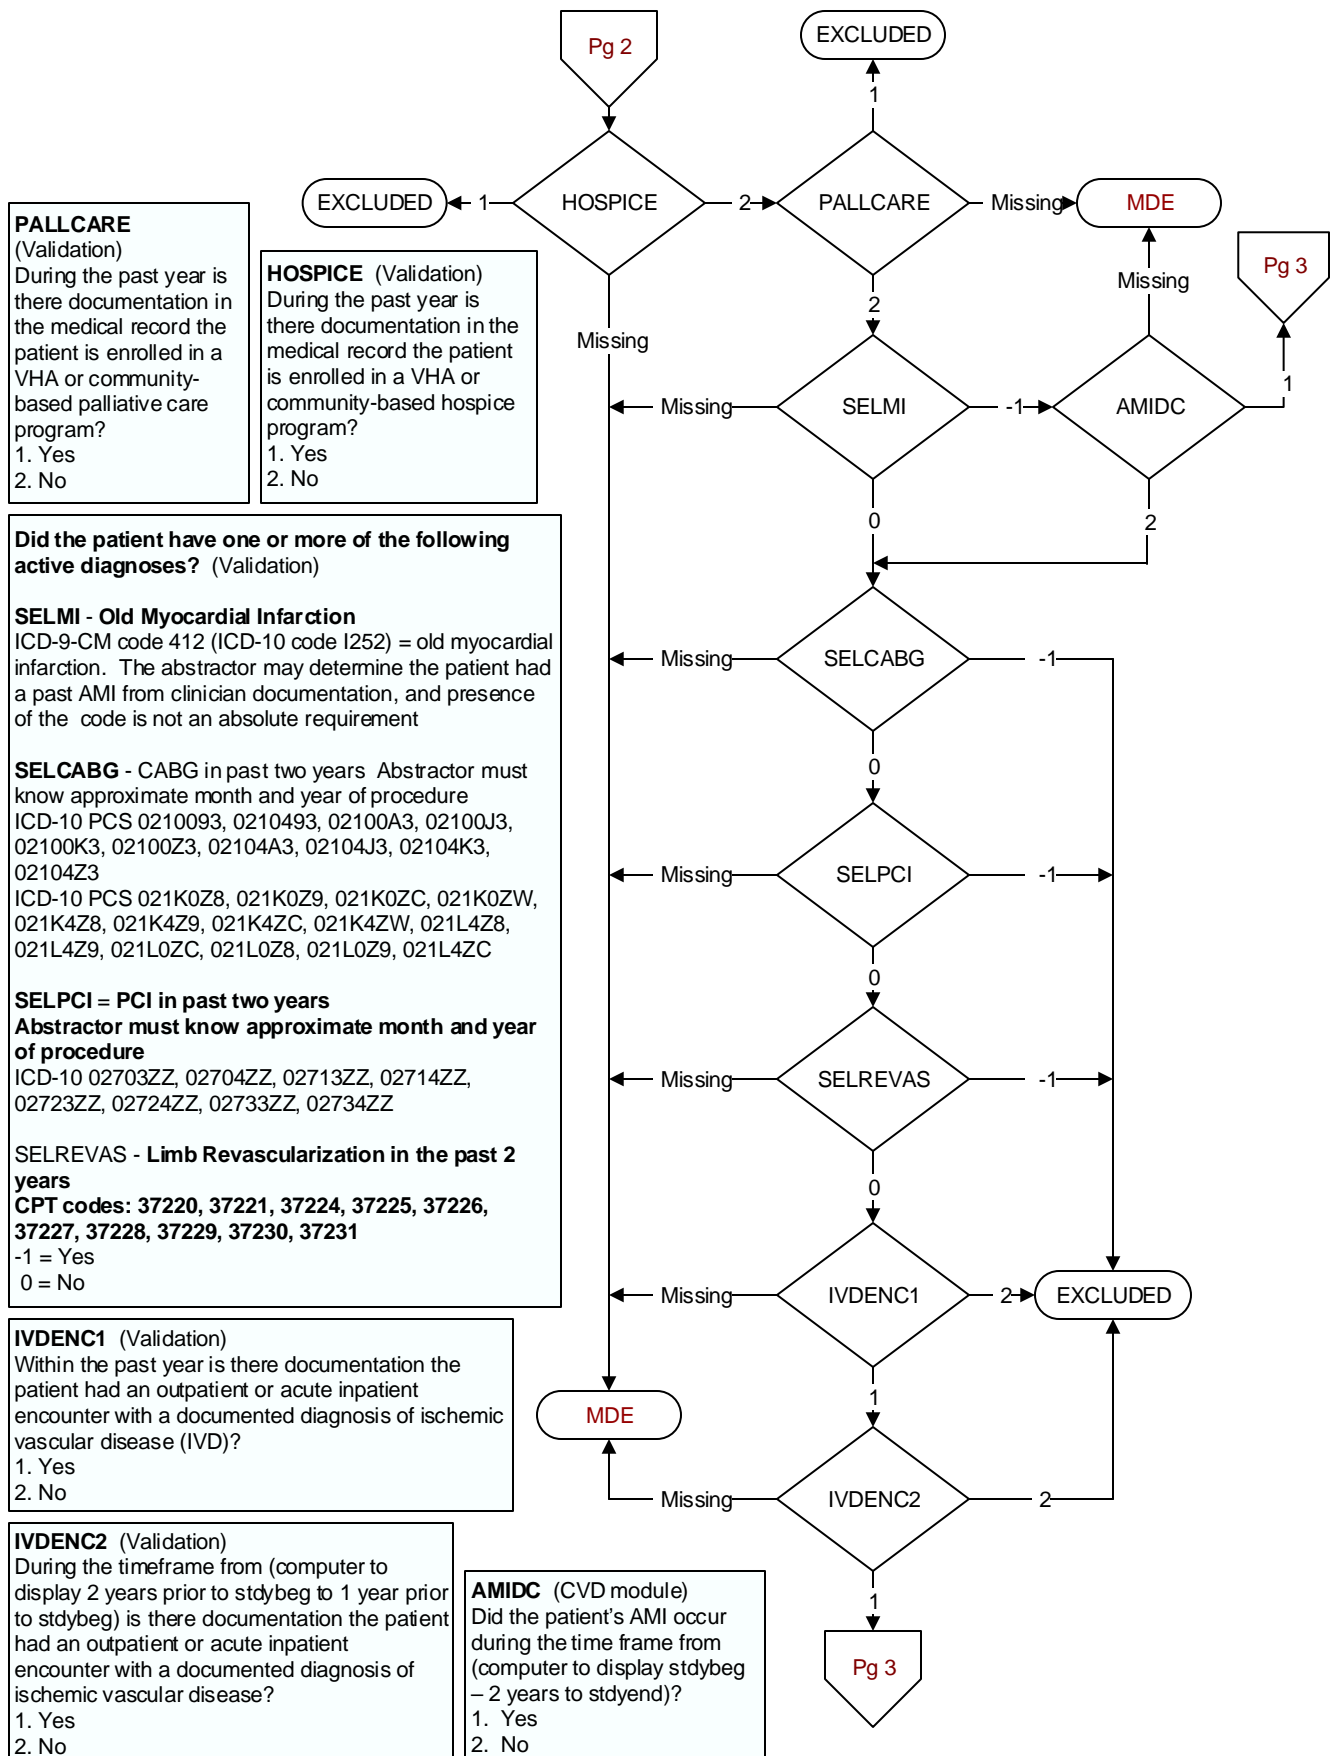 Pg 2
EXCLUDED
1
EXCLUDED
1
HOSPICE
2
PALLCARE
Missing
MDE
Pg 3
Missing
2
Missing
1
Missing
SELMI
-1
AMIDC
0
2
Missing
SELCABG
-1
0
Missing
SELPCI
-1
0
Missing
SELREVAS
-1
0
Missing
IVDENC1
2
EXCLUDED
1
MDE
Missing
IVDENC2
2
1
Pg 3
PALLCARE
(Validation)
During the past year is
there documentation in
the medical record the
patient is enrolled in a
VHA or community-
based palliative care
program?
1. Yes
2. No
HOSPICE (Validation)
During the past year is
there documentation in the
medical record the patient
is enrolled in a VHA or
community-based hospice
program?
1. Yes
2. No
Did the patient have one or more of the following
active diagnoses? (Validation)
SELMI - Old Myocardial Infarction
ICD-9-CM code 412 (ICD-10 code I252) = old myocardial
infarction. The abstractor may determine the patient had
a past AMI from clinician documentation, and presence
of the code is not an absolute requirement
SELCABG - CABG in past two years Abstractor must
know approximate month and year of procedure
ICD-10 PCS 0210093, 0210493, 02100A3, 02100J3,
02100K3, 02100Z3, 02104A3, 02104J3, 02104K3,
02104Z3
ICD-10 PCS 021K0Z8, 021K0Z9, 021K0ZC, 021K0ZW,
021K4Z8, 021K4Z9, 021K4ZC, 021K4ZW, 021L4Z8,
021L4Z9, 021L0ZC, 021L0Z8, 021L0Z9, 021L4ZC
SELPCI = PCI in past two years
Abstractor must know approximate month and year
of procedure
ICD-10 02703ZZ, 02704ZZ, 02713ZZ, 02714ZZ,
02723ZZ, 02724ZZ, 02733ZZ, 02734ZZ
SELREVAS - Limb Revascularization in the past 2
years
CPT codes: 37220, 37221, 37224, 37225, 37226,
37227, 37228, 37229, 37230, 37231
-1 = Yes
0 = No
IVDENC1 (Validation)
Within the past year is there documentation the
patient had an outpatient or acute inpatient
encounter with a documented diagnosis of ischemic
vascular disease (IVD)?
1. Yes
2. No
IVDENC2 (Validation)
During the timeframe from (computer to
display 2 years prior to stdybeg to 1 year prior
to stdybeg) is there documentation the patient
had an outpatient or acute inpatient
encounter with a documented diagnosis of
ischemic vascular disease?
1. Yes
2. No
AMIDC (CVD module)
Did the patient’s AMI occur
during the time frame from
(computer to display stdybeg
– 2 years to stdyend)?
1. Yes
2. No